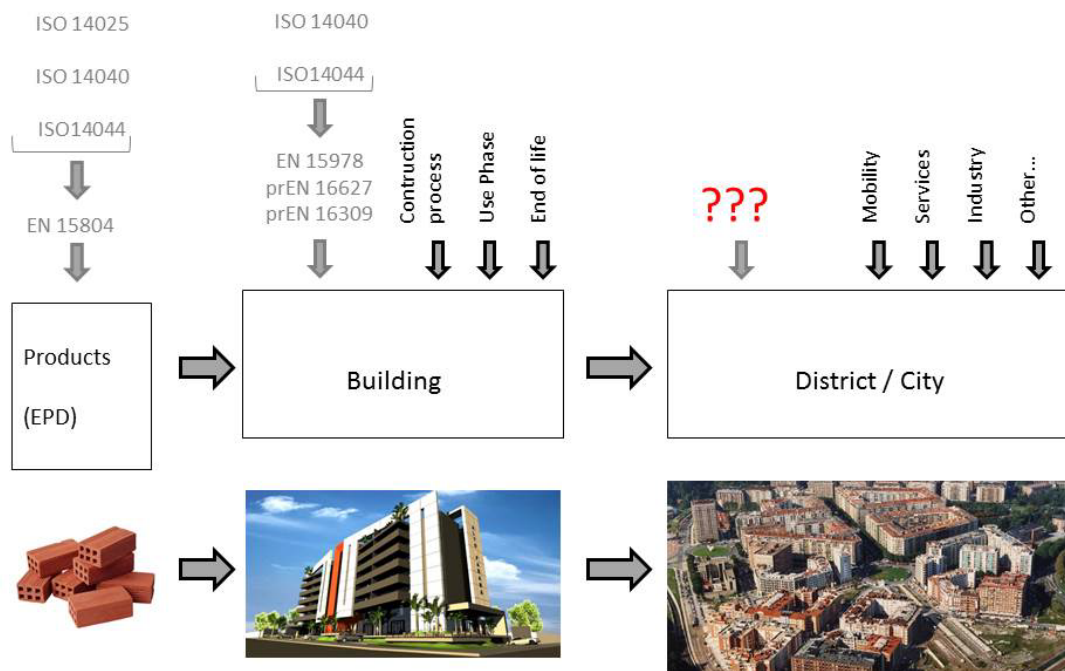 ISO 14025
ISO 14040
ISO14044
EN 15804
Products
(EPD)
ISO 14040
ISO14044
EN 15978
prEN 16627
prEN 16309
Contruction
process
Use Phase
End of life
Building
???
Mobility
Services
Industry
Other...
District / City